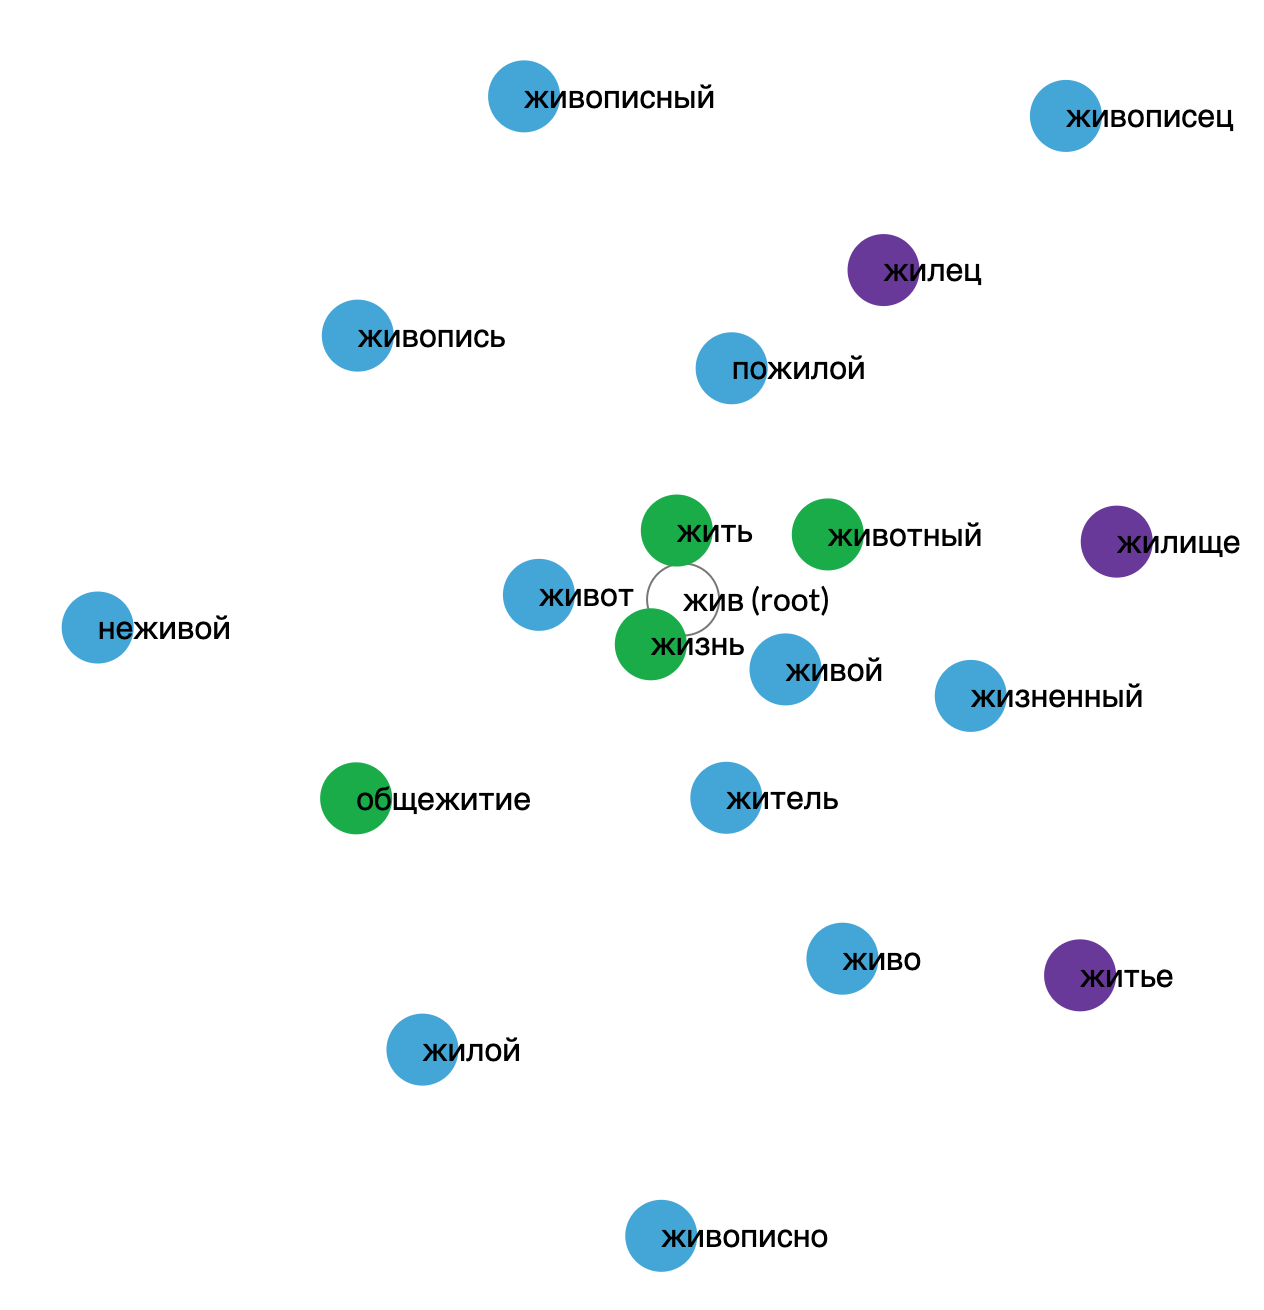 живописный
живописец
жилец
живопись
пожилой
жить
животный
жилище
живот
жив (root)
неживой
жизнь
живой
жизненный
общежитие
житель
живо
житье
жилой
живописно